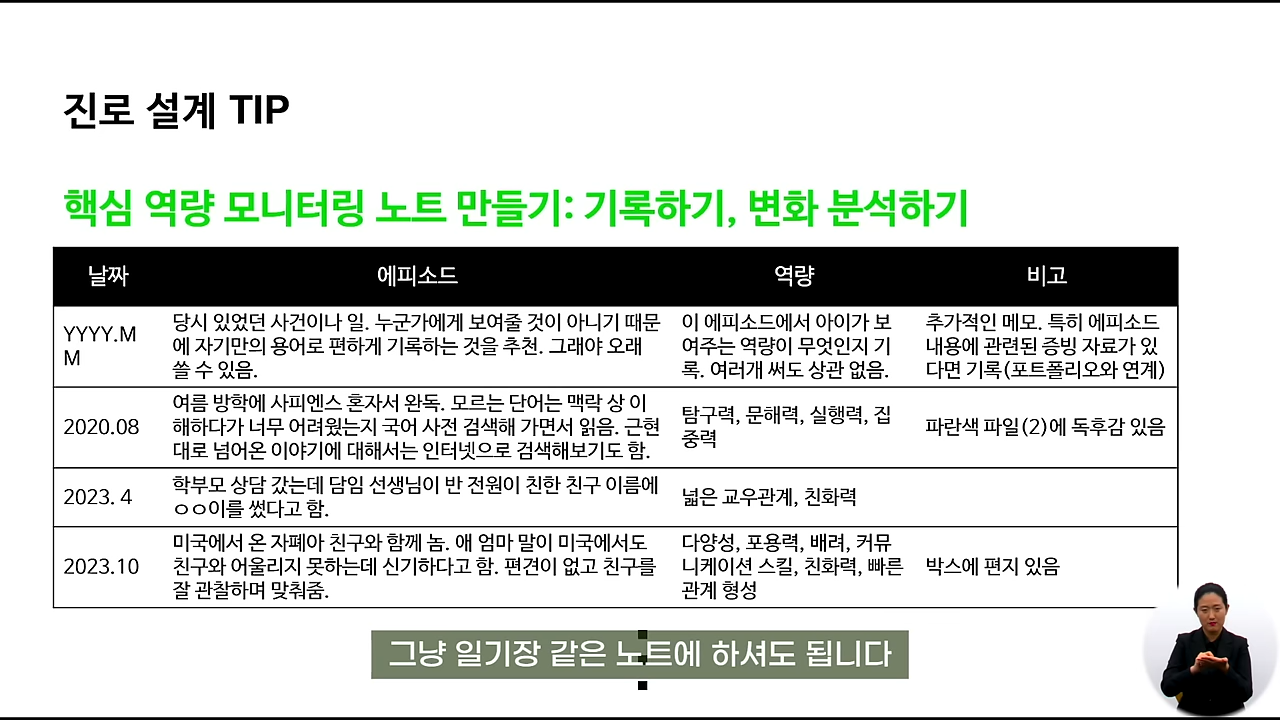 진로 설계 TIP
핵심 역량 모니터링 노트 만들기: 기록하기, 변화 분석하기
날짜 에피소드 역량 비고
YYYY.M
M
당시 있었던 사건이나 일. 누군가에게 보여줄 것이 아니기 때문
에 자기만의 용어로 편하게 기록하는 것을 추천. 그래야 오래
쓸 수 있음.
이 에피소드에서 아이가 보
여주는 역량이 무엇인지 기
록. 여러개 써도 상관 없음.
추가적인 메모. 특히 에피소드
내용에 관련된 증빙 자료가 있
다면 기록(포트폴리오와 연계)
2020.08
여름 방학에 사피엔스 혼자서 완독. 모르는 단어는 맥락 상 이
해하다가 너무 어려웠는지 국어 사전 검색해 가면서 읽음. 근현
대로 넘어온 이야기에 대해서는 인터넷으로 검색해보기도 함.
탐구력, 문해력, 실행력, 집
중력
파란색 파일(2)에 독후감 있음
2023. 4
학부모 상담 갔는데 담임 선생님이 반 전원이 친한 친구 이름에
ㅇㅇ이를 썼다고 함.
넓은 교우관계, 친화력
2023.10
미국에서 온 자폐아 친구와 함께 놈. 애 엄마 말이 미국에서도
친구와 어울리지 못하는데 신기하다고 함. 편견이 없고 친구를
잘 관찰하며 맞춰줌.
다양성, 포용력, 배려, 커뮤
니케이션 스킬, 친화력, 빠른
관계 형성
박스에 편지 있음
그냥 일기장 같은 노트에 하셔도 됩니다